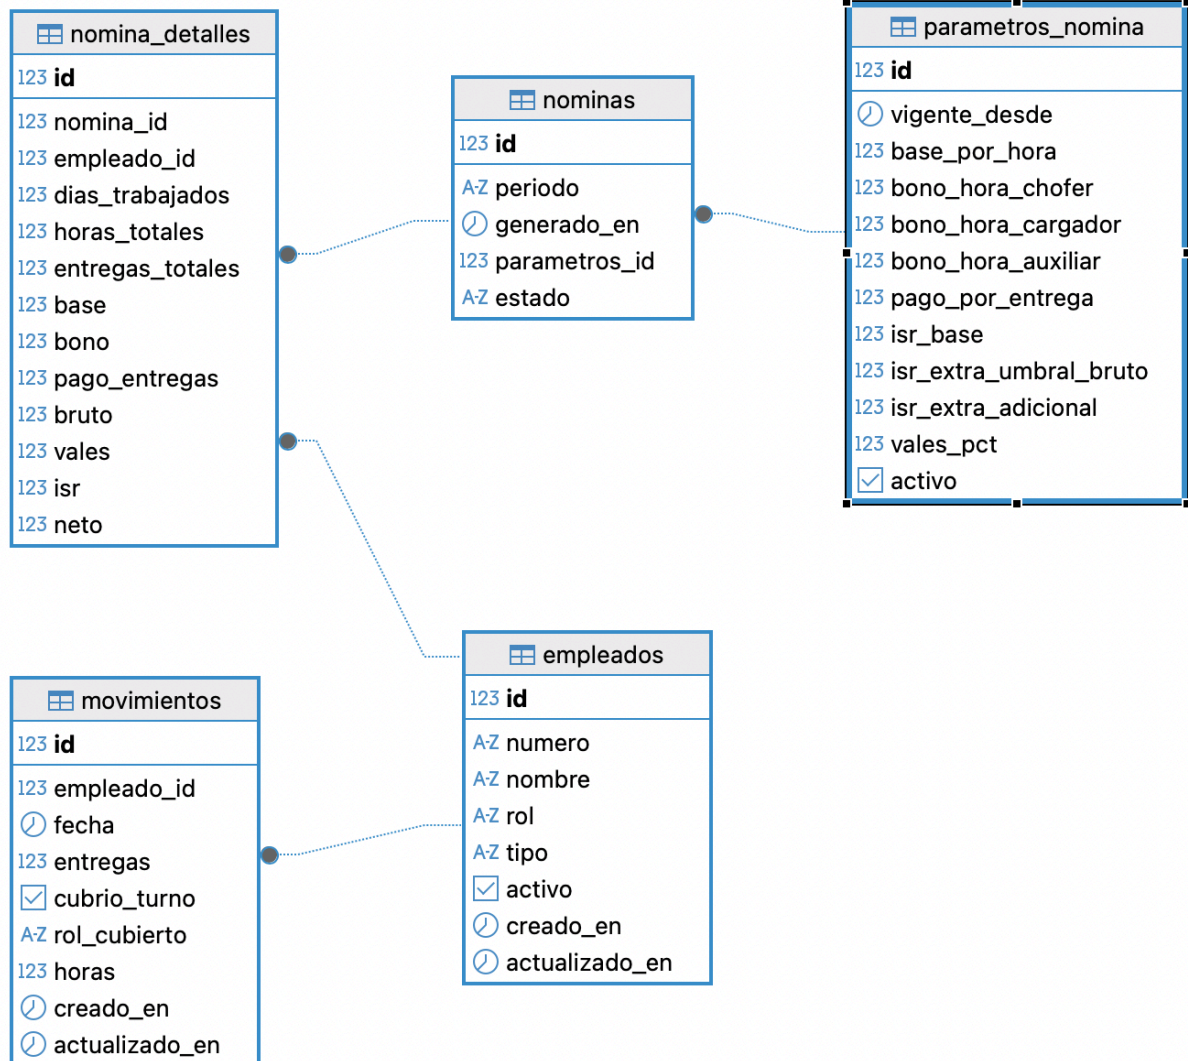 nomina_detalles
123 id
123 nomina_id
123 empleado_id
123 dias_trabajados
123 horas_totales
123 entregas_totales
123 base
123 bono
123 pago_entregas
123 bruto
123 vales
123 isr
123 neto
nominas
123 id
A-Z periodo
generado_en
123 parametros_id
A-Z estado
parametros_nomina
123 id
vigente_desde
123 base_por_hora
123 bono_hora_chofer
123 bono_hora_cargador
123 bono_hora_auxiliar
123 pago_por_entrega
123 isr_base
123 isr_extra_umbral_bruto
123 isr_extra_adicional
123 vales_pct
activo
movimientos
123 id
123 empleado_id
fecha
123 entregas
cubrio_turno
A-Z rol_cubierto
123 horas
creado_en
actualizado_en
empleados
123 id
A-Z numero
A-Z nombre
A-Z rol
A-Z tipo
activo
creado_en
actualizado_en